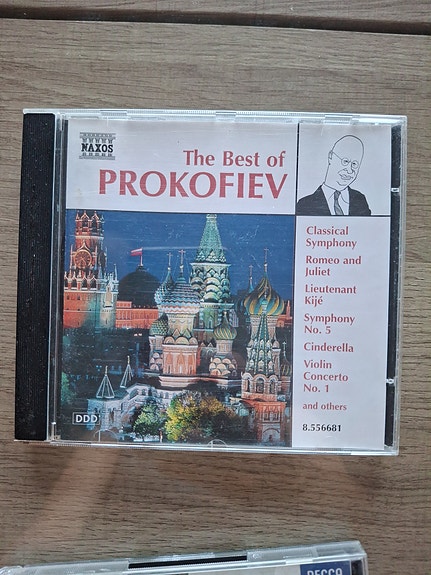 NAXOS
The Best of
PROKOFIEV
Classical
Symphony
Romeo and
Juliet
Lieutenant
Kijé
Symphony
No. 5
Cinderella
Violin
Concerto
No. 1
and others
8.556681
DDD
DECCA